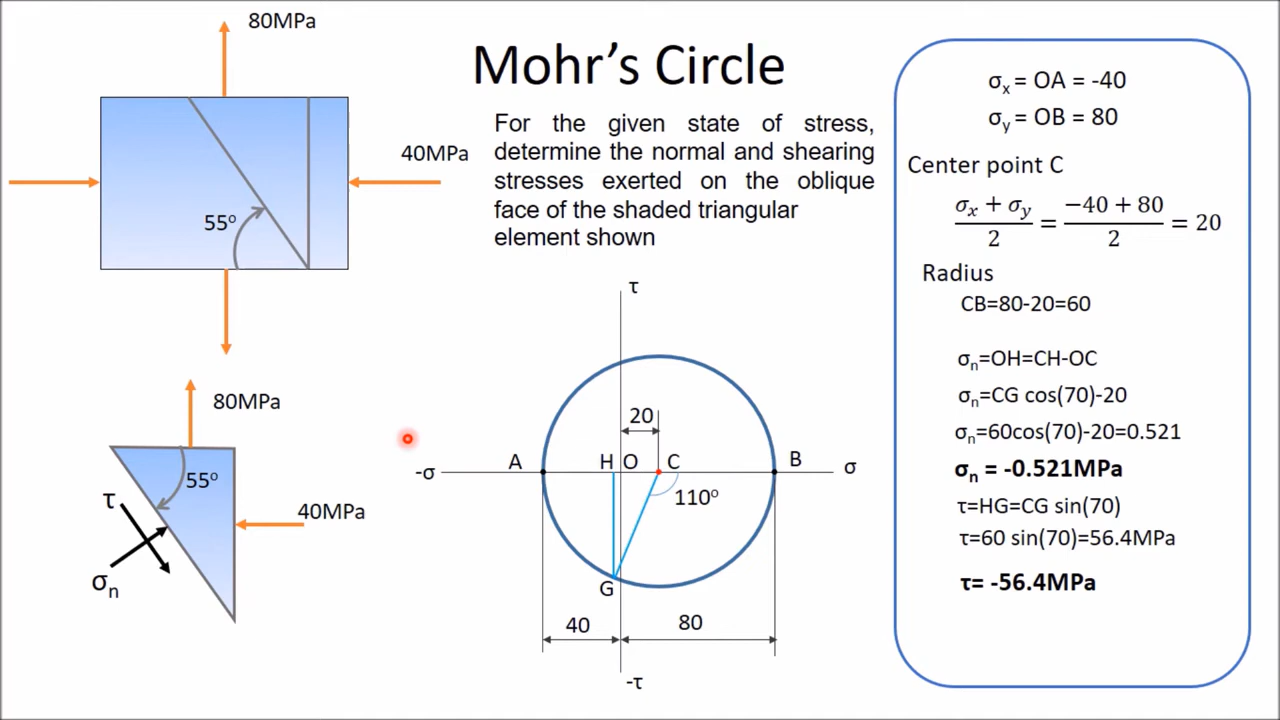 Mohr’s Circle
For the given state of stress,
determine the normal and shearing
stresses exerted on the oblique
face of the shaded triangular
element shown
80MPa
40MPa
55º
80MPa
55º
40MPa
τ
σn
τ
20
-σ
A
H
O
C
B
σ
110º
G
40
80
-τ
σx = OA = -40
σy = OB = 80
Center point C
(σx + σy)/2 = (−40 + 80)/2 = 20
Radius
CB=80-20=60
σn=OH=CH-OC
σn=CG cos(70)-20
σn=60cos(70)-20=0.521
σn = -0.521MPa
τ=HG=CG sin(70)
τ=60 sin(70)=56.4MPa
τ= -56.4MPa